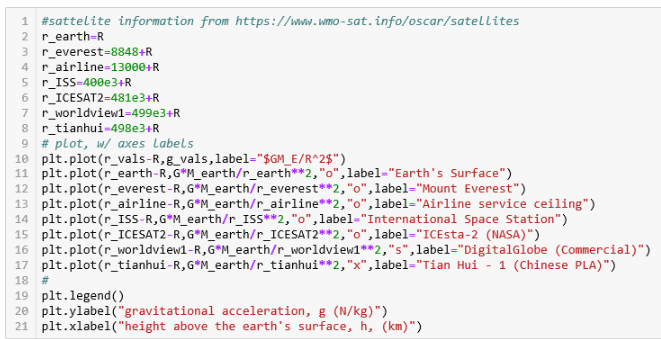 1 #sattelite information from https://www.wmo-sat.info/oscar/satellites
2 r_earth=R
3 r_everest=8848+R
4 r_airline=13000+R
5 r_ISS=400e3+R
6 r_ICESAT2=481e3+R
7 r_worldview1=499e3+R
8 r_tianhui=498e3+R
9 # plot, w/ axes labels
10 plt.plot(r_vals-R,g_vals,label="$GM_E/R^2$")
11 plt.plot(r_earth-R,G*M_earth/r_earth**2,"o",label="Earth's Surface")
12 plt.plot(r_everest-R,G*M_earth/r_everest**2,"o",label="Mount Everest")
13 plt.plot(r_airline-R,G*M_earth/r_airline**2,"o",label="Airline service ceiling")
14 plt.plot(r_ISS-R,G*M_earth/r_ISS**2,"o",label="International Space Station")
15 plt.plot(r_ICESAT2-R,G*M_earth/r_ICESAT2**2,"o",label="ICEsta-2 (NASA)")
16 plt.plot(r_worldview1-R,G*M_earth/r_worldview1**2,"s",label="DigitalGlobe (Commercial)")
17 plt.plot(r_tianhui-R,G*M_earth/r_tianhui**2,"x",label="Tian Hui - 1 (Chinese PLA)")
18 #
19 plt.legend()
20 plt.ylabel("gravitational acceleration, g (N/kg)")
21 plt.xlabel("height above the earth's surface, h, (km)")